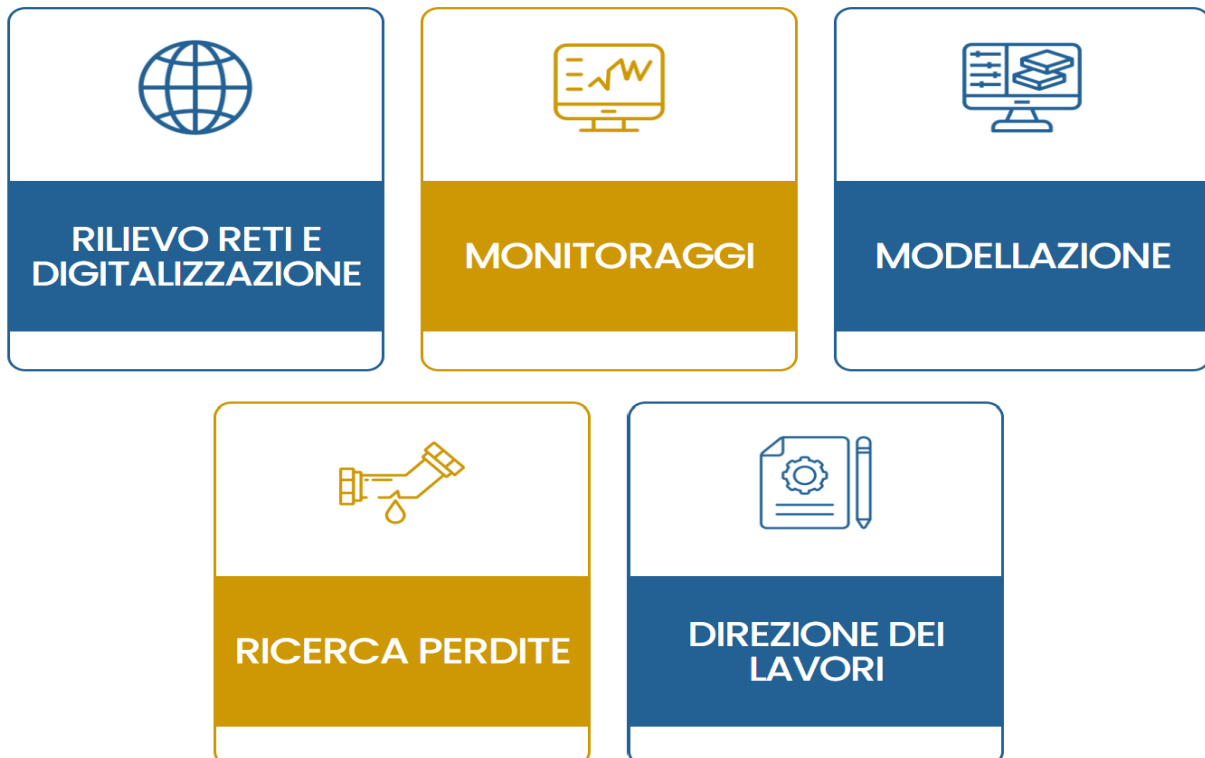 RILIEVO RETI E
DIGITALIZZAZIONE
MONITORAGGI
MODELLAZIONE
RICERCA PERDITE
DIREZIONE DEI
LAVORI